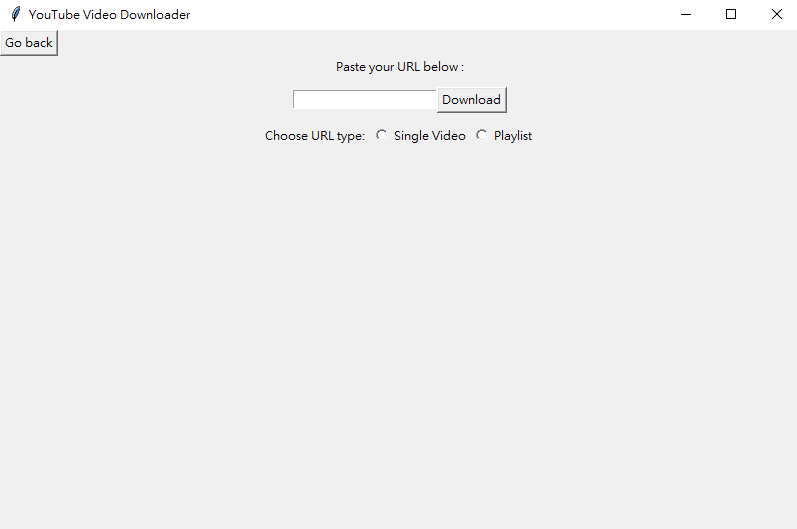 YouTube Video Downloader
Go back
Paste your URL below :
Download
Choose URL type: Single Video Playlist